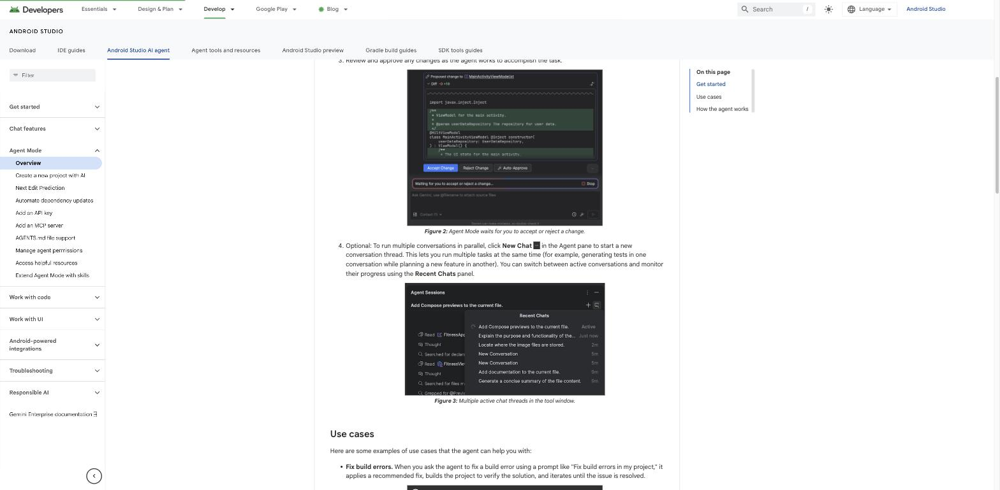 Developers
Essentials
Design & Plan
Develop
Google Play
Blog
Search
/
Language
Android Studio
ANDROID STUDIO
Download
IDE guides
Android Studio AI agent
Agent tools and resources
Android Studio preview
Gradle build guides
SDK tools guides
Filter
Get started
Chat features
Agent Mode
Overview
Create a new project with AI
Next Edit Prediction
Automate dependency updates
Add an API key
Add an MCP server
AGENTS.md file support
Manage agent permissions
Access helpful resources
Extend Agent Mode with skills
Work with code
Work with UI
Android-powered
integrations
Troubleshooting
Responsible AI
Gemini Enterprise documentation
3. Review and approve any changes as the agent works to accomplish the task.
Proposed change to MainActivityViewModel.kt
Diff -0 +19
import javax.inject.Inject
/**
* ViewModel for the main activity.
*
* @param userDataRepository The repository for user data.
*/
@HiltViewModel
class MainActivityViewModel @Inject constructor(
userDataRepository: UserDataRepository,
) : ViewModel() {
/**
* The UI state for the main activity.
Accept Change
Reject Change
Auto-Approve
Waiting for you to accept or reject a change...
Stop
Ask Gemini, use @filename to attach source files
Context (1)
Figure 2: Agent Mode waits for you to accept or reject a change.
4. Optional: To run multiple conversations in parallel, click New Chat in the Agent pane to start a new
conversation thread. This lets you run multiple tasks at the same time (for example, generating tests in one
conversation while planning a new feature in another). You can switch between active conversations and monitor
their progress using the Recent Chats panel.
Agent Sessions
Add Compose previews to the current file.
Recent Chats
Add Compose previews to the current file. Active
Explain the purpose and functionality of the... Just now
Locate where the image files are stored. 2m
New Conversation 5m
New Conversation 5m
Add documentation to the current file. 9m
Generate a concise summary of the file content. 9m
Read FitnessApp
Thought
Searched for declar
Read FitnessVie
Thought
Searched for files m
Grepped for @Previ
Figure 3: Multiple active chat threads in the tool window.
Use cases
Here are some examples of use cases that the agent can help you with:
• Fix build errors. When you ask the agent to fix a build error using a prompt like "Fix build errors in my project," it
applies a recommended fix, builds the project to verify the solution, and iterates until the issue is resolved.
On this page
Get started
Use cases
How the agent works